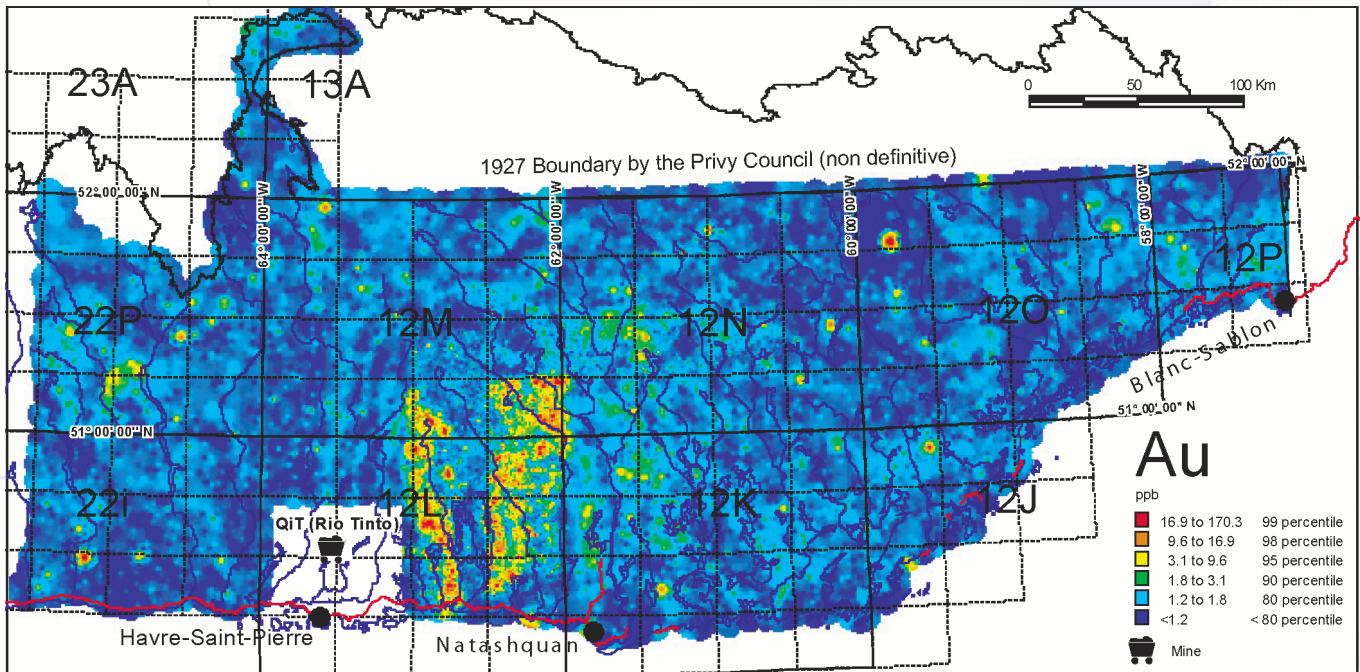 23A
13A
0 50 100 Km
1927 Boundary by the Privy Council (non definitive)
52° 00' 00'' N
52° 00' 00'' N
64° 00' 00'' W
62° 00' 00'' W
60° 00' 00'' W
58° 00' 00'' W
12P
22P
12M
12N
12O
Blanc-Sablon
51° 00' 00'' N
51° 00' 00'' N
Au
ppb
22I
12L
12K
12J
QiT (Rio Tinto)
16.9 to 170.3 99 percentile
9.6 to 16.9 98 percentile
3.1 to 9.6 95 percentile
1.8 to 3.1 90 percentile
1.2 to 1.8 80 percentile
<1.2 < 80 percentile
Havre-Saint-Pierre
Natashquan
Mine